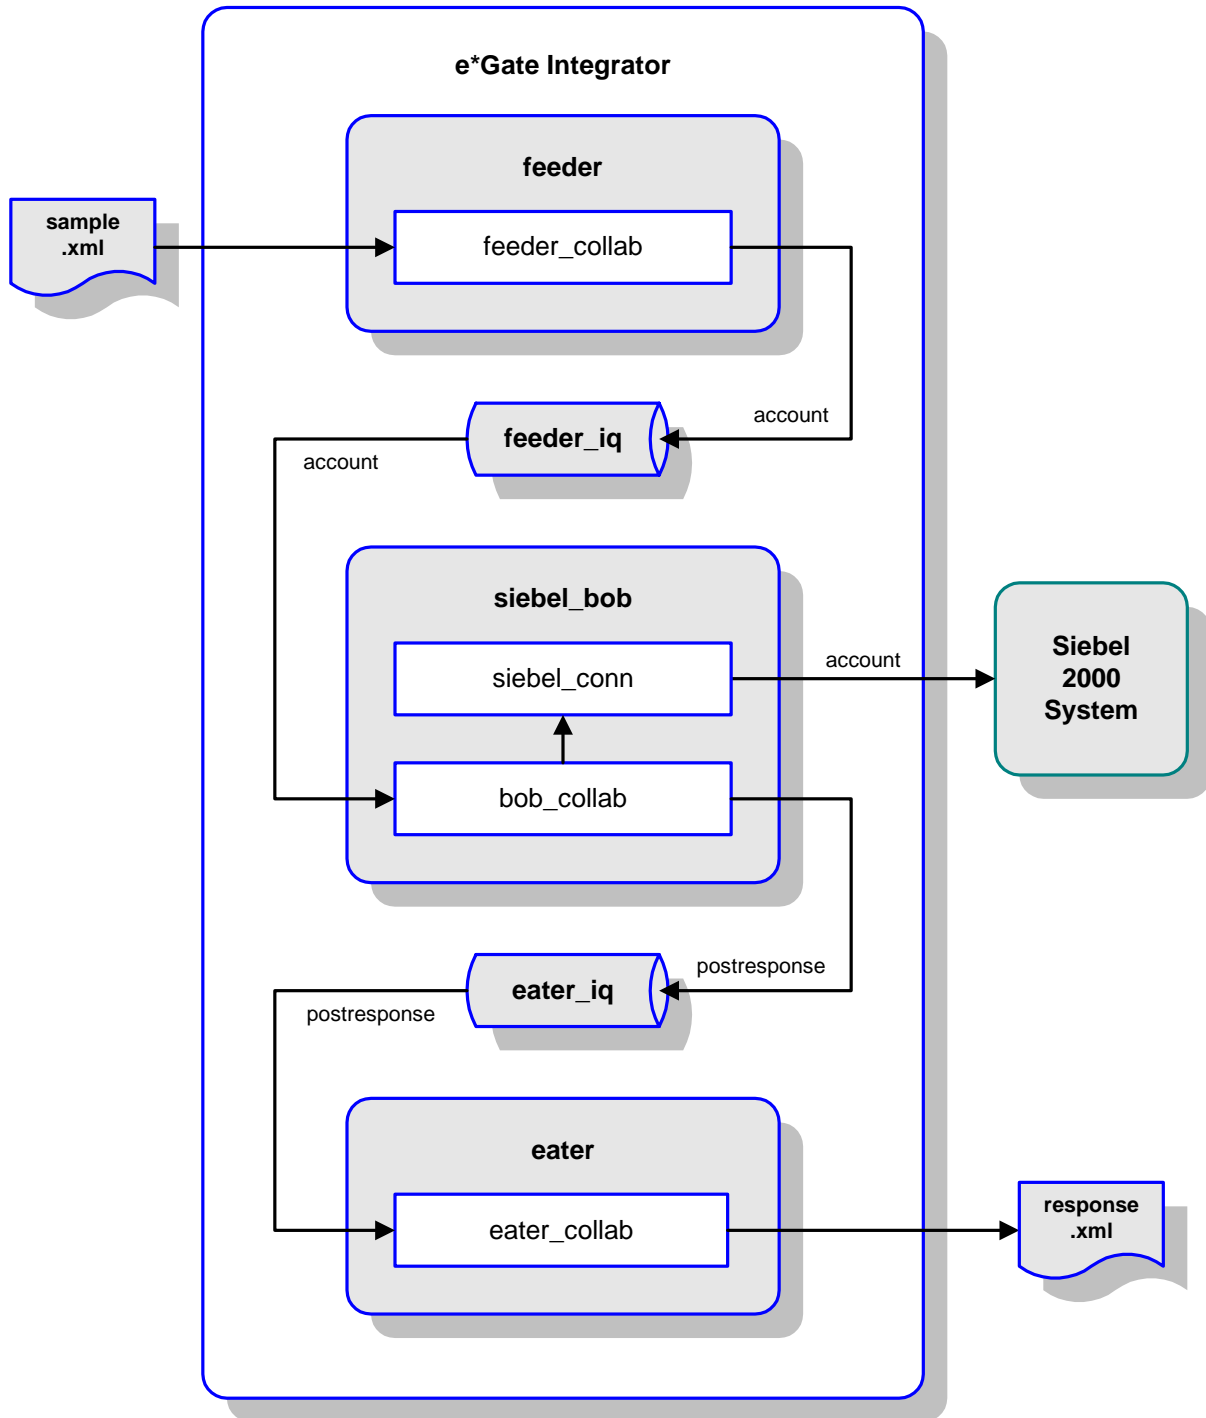 e*Gate Integrator
feeder
sample
.xml
feeder_collab
account
feeder_iq
account
siebel_bob
siebel_conn
account
Siebel
2000
System
bob_collab
postresponse
eater_iq
postresponse
eater
eater_collab
response
.xml